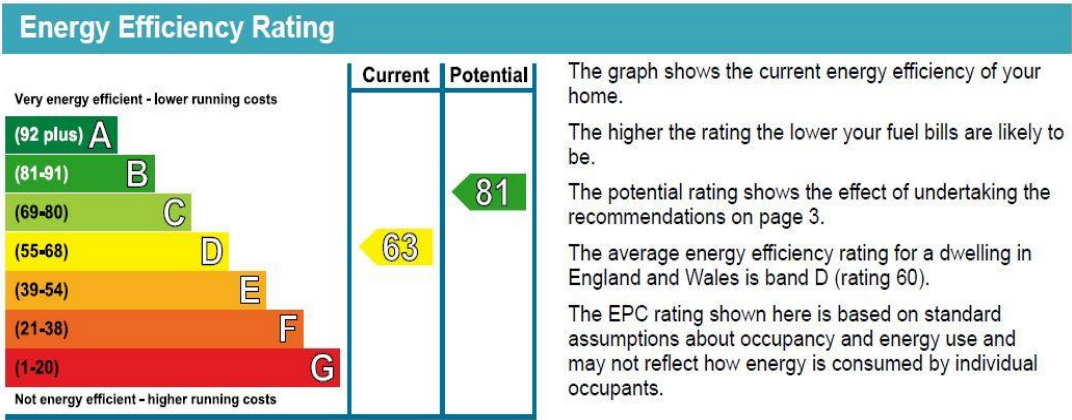 Energy Efficiency Rating
Current Potential
Very energy efficient - lower running costs
(92 plus) A
(81-91) B
(69-80) C
(55-68) D
(39-54) E
(21-38) F
(1-20) G
Not energy efficient - higher running costs
63
81
The graph shows the current energy efficiency of your
home.
The higher the rating the lower your fuel bills are likely to
be.
The potential rating shows the effect of undertaking the
recommendations on page 3.
The average energy efficiency rating for a dwelling in
England and Wales is band D (rating 60).
The EPC rating shown here is based on standard
assumptions about occupancy and energy use and
may not reflect how energy is consumed by individual
occupants.